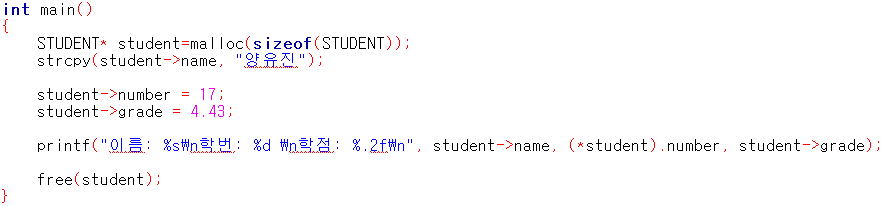 int main()
{
STUDENT* student=malloc(sizeof(STUDENT));
strcpy(student->name, "양유진");
student->number = 17;
student->grade = 4.43;
printf("이름: %s₩n학번: %d ₩n학점: %.2f₩n", student->name, (*student).number, student->grade);
free(student);
}